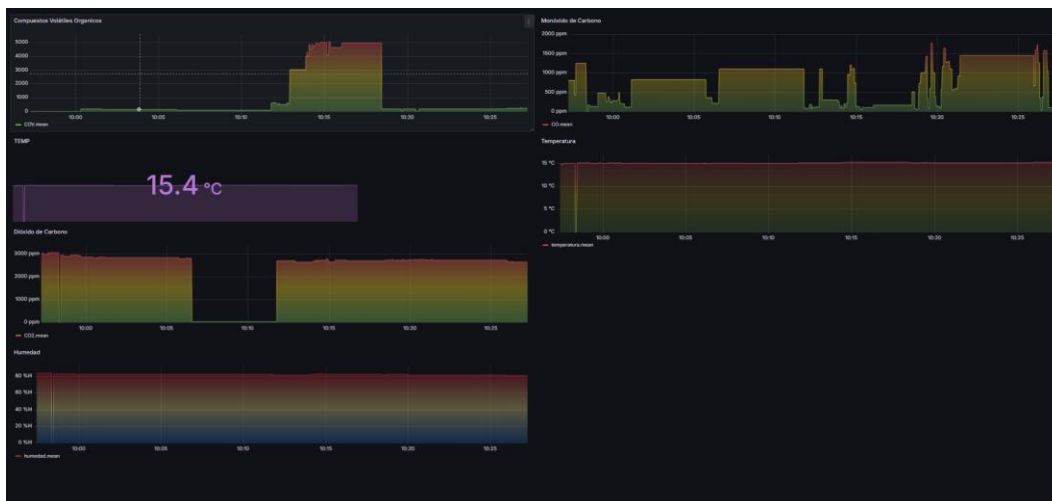 Compuestos Volátiles Organicos
5000
4000
3000
2000
1000
0
10:00 10:05 10:10 10:15 10:20 10:25
COV.mean
Monóxido de Carbono
2000 ppm
1500 ppm
1000 ppm
500 ppm
0 ppm
10:00 10:05 10:10 10:15 10:20 10:25
CO.mean
TEMP
15.4 °C
Temperatura
15 °C
10 °C
5 °C
0 °C
10:00 10:05 10:10 10:15 10:20 10:25
temperatura.mean
Dióxido de Carbono
3000 ppm
2000 ppm
1000 ppm
0 ppm
10:00 10:05 10:10 10:15 10:20 10:25
CO2.mean
Humedad
80 %H
60 %H
40 %H
20 %H
0 %H
10:00 10:05 10:10 10:15 10:20 10:25
humedad.mean